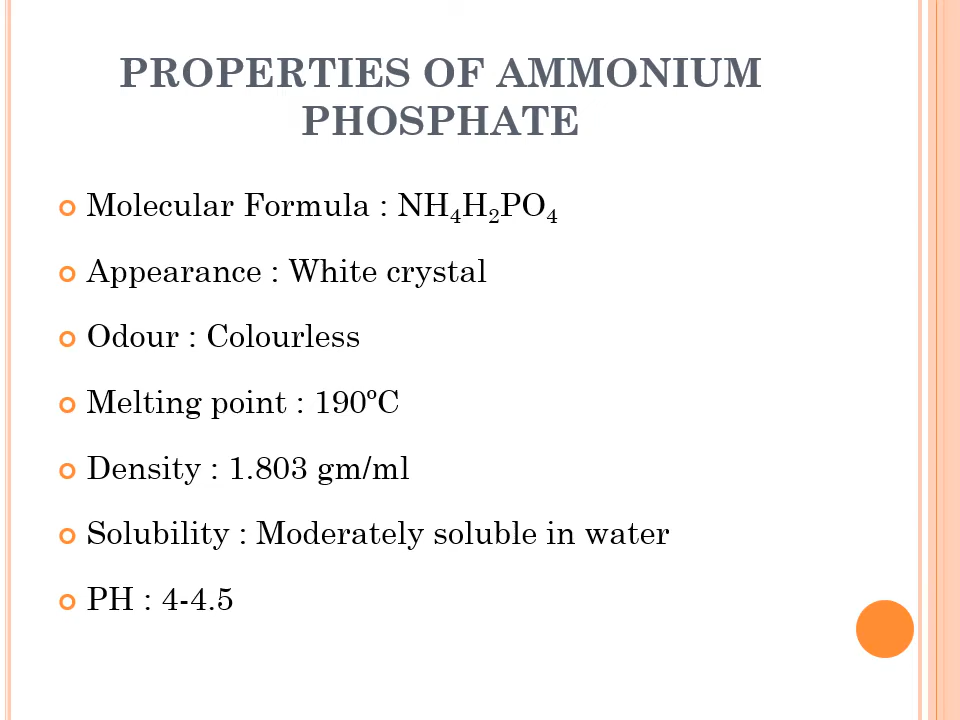 PROPERTIES OF AMMONIUM
PHOSPHATE
Molecular Formula : NH₄H₂PO₄
Appearance : White crystal
Odour : Colourless
Melting point : 190ºC
Density : 1.803 gm/ml
Solubility : Moderately soluble in water
PH : 4-4.5